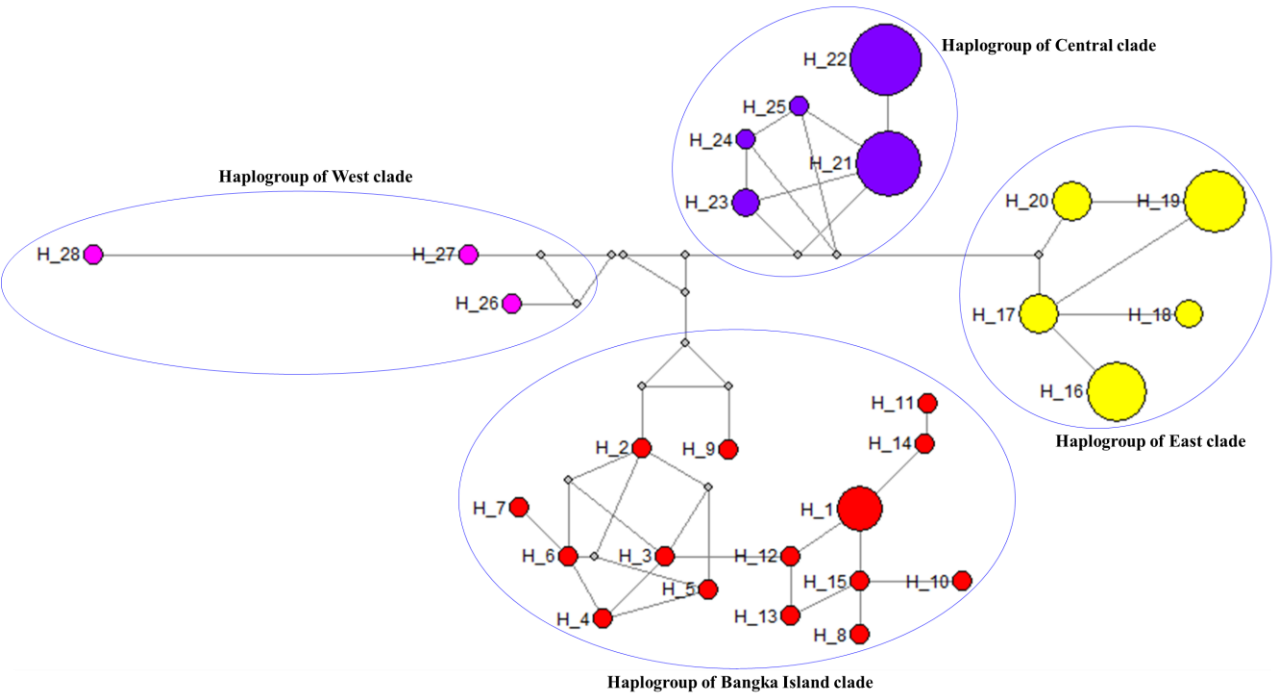 Haplogroup of Central clade
H_22
H_25
H_24
H_21
H_23
Haplogroup of West clade
H_20
H_19
H_28
H_27
H_26
H_17
H_18
H_16
Haplogroup of East clade
H_11
H_14
H_2
H_9
H_7
H_1
H_6
H_3
H_12
H_5
H_15
H_10
H_4
H_13
H_8
Haplogroup of Bangka Island clade